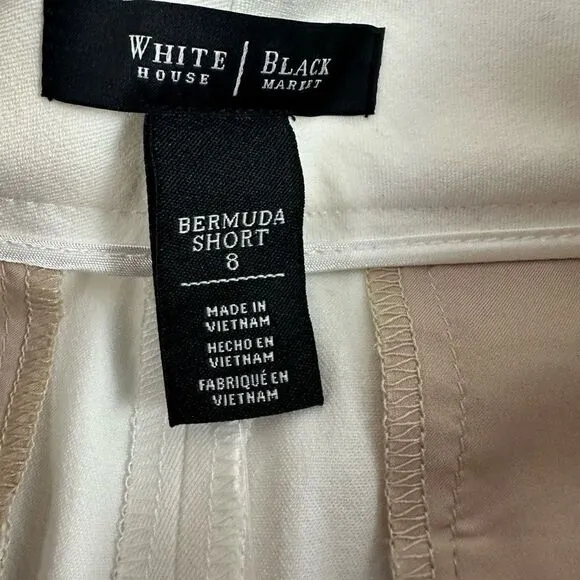 WHITE HOUSE | BLACK MARKET
BERMUDA
SHORT
8
MADE IN
VIETNAM
HECHO EN
VIETNAM
FABRIQUÉ EN
VIETNAM